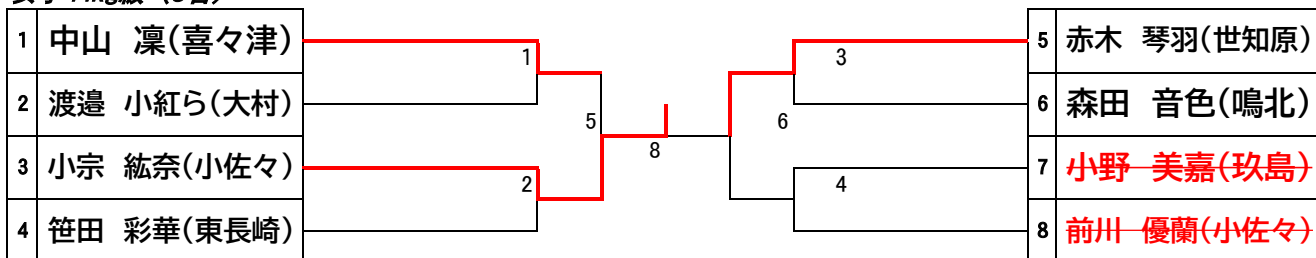 1 中山 凜(喜々津)
2 渡邉 小紅ら(大村)
3 小宗 紘奈(小佐々)
4 笹田 彩華(東長崎)
1
2
5
8
3
6
4
5 赤木 琴羽(世知原)
6 森田 音色(鳴北)
7 小野 美嘉(玖島)
8 前川 優蘭(小佐々)